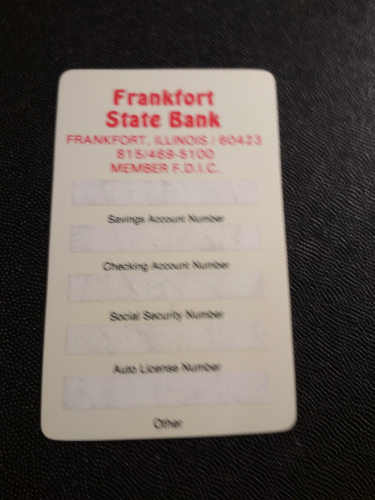 Frankfort
State Bank
FRANKFORT, ILLINOIS / 60423
815/469-5100
MEMBER F.D.I.C.
Savings Account Number
Checking Account Number
Social Security Number
Auto License Number
Other